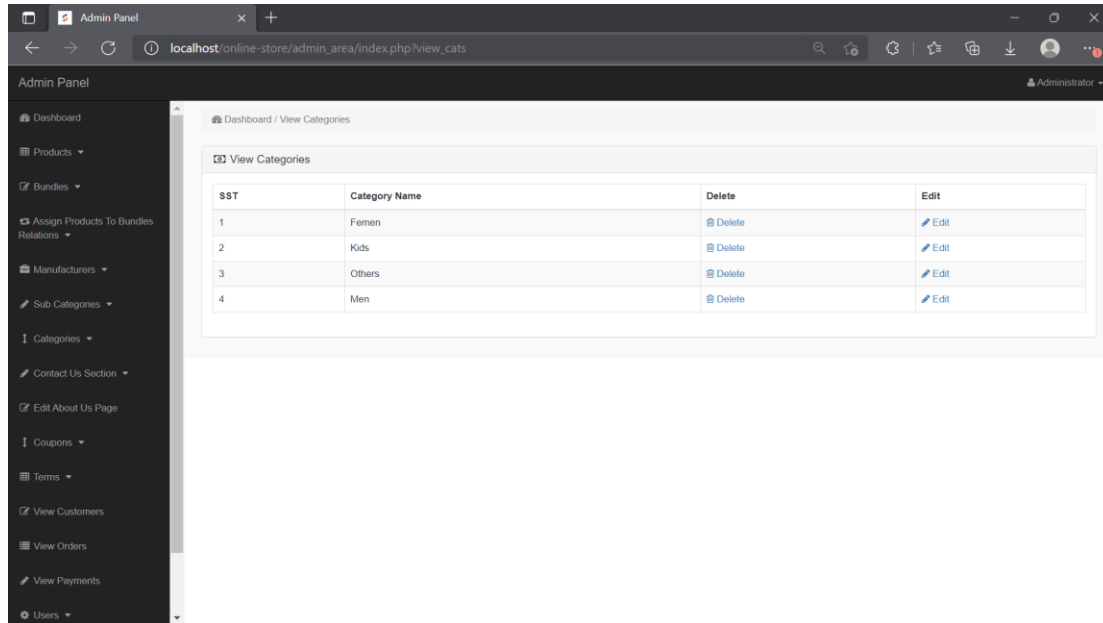 Admin Panel
localhost/online-store/admin_area/index.php?view_cats
Admin Panel
Administrator
Dashboard
Products
Bundles
Assign Products To Bundles
Relations
Manufacturers
Sub Categories
Categories
Contact Us Section
Edit About Us Page
Coupons
Terms
View Customers
View Orders
View Payments
Users
Dashboard / View Categories
View Categories
SST Category Name Delete Edit
1 Femen Delete Edit
2 Kids Delete Edit
3 Others Delete Edit
4 Men Delete Edit